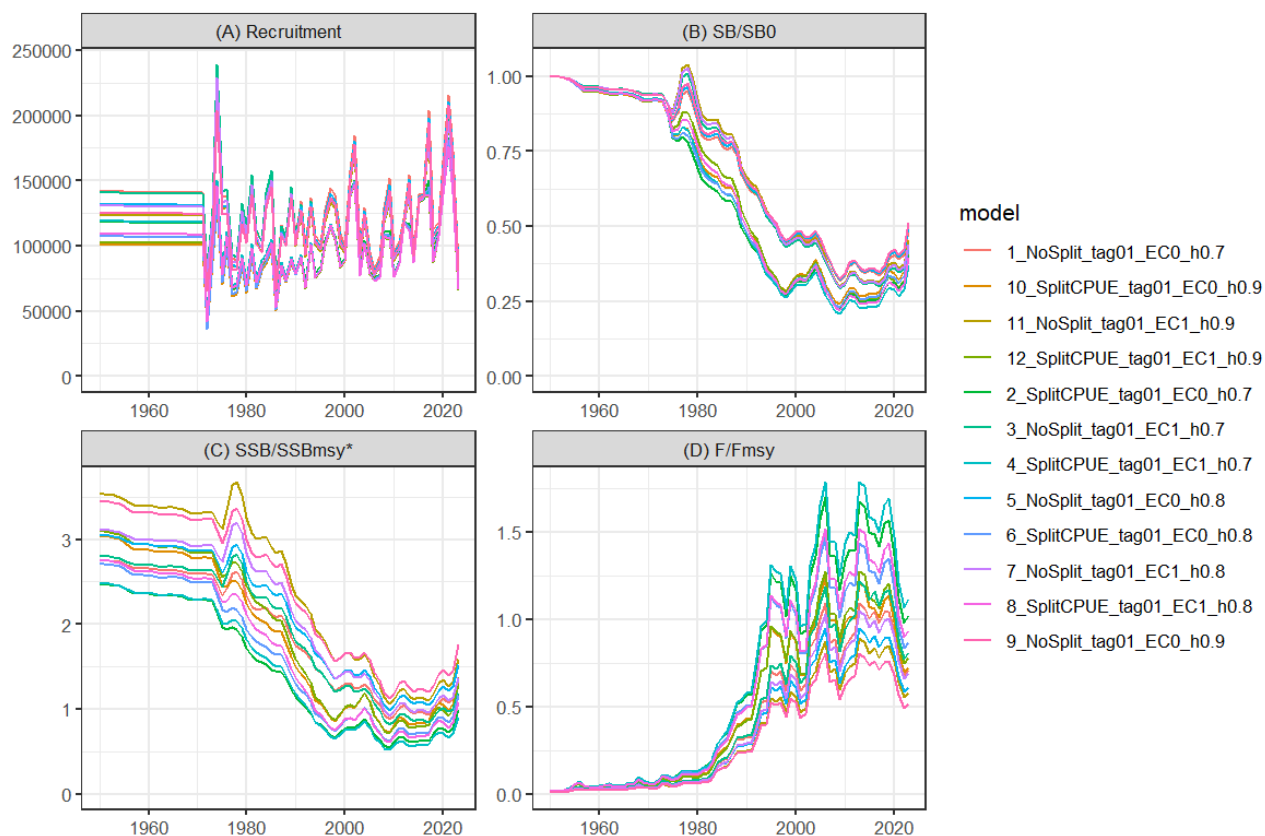 (A) Recruitment
250000
200000
150000
100000
50000
0
1960 1980 2000 2020
(B) SB/SB0
1.00
0.75
0.50
0.25
0.00
1960 1980 2000 2020
(C) SSB/SSBmsy*
3
2
1
0
1960 1980 2000 2020
(D) F/Fmsy
1.5
1.0
0.5
0.0
1960 1980 2000 2020
model
1_NoSplit_tag01_EC0_h0.7
10_SplitCPUE_tag01_EC0_h0.9
11_NoSplit_tag01_EC1_h0.9
12_SplitCPUE_tag01_EC1_h0.9
2_SplitCPUE_tag01_EC0_h0.7
3_NoSplit_tag01_EC1_h0.7
4_SplitCPUE_tag01_EC1_h0.7
5_NoSplit_tag01_EC0_h0.8
6_SplitCPUE_tag01_EC0_h0.8
7_NoSplit_tag01_EC1_h0.8
8_SplitCPUE_tag01_EC1_h0.8
9_NoSplit_tag01_EC0_h0.9